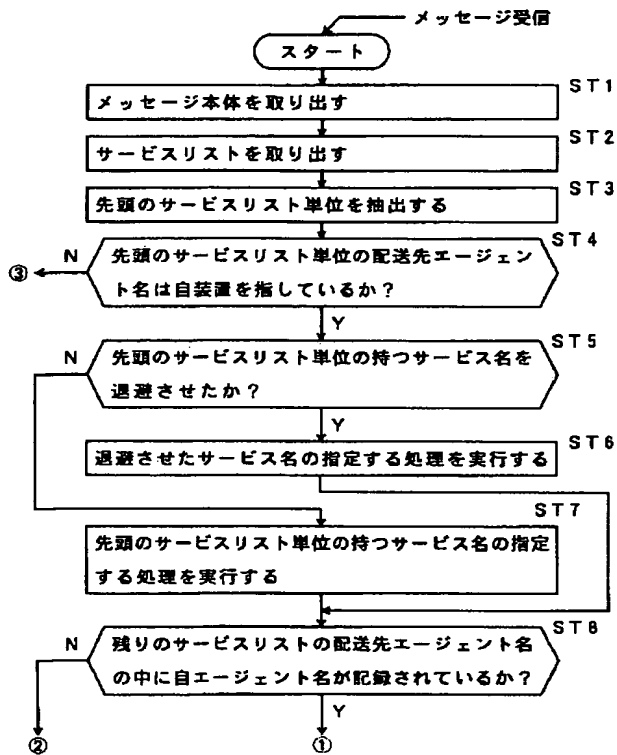 メッセージ受信
スタート
ST1
メッセージ本体を取り出す
ST2
サービスリストを取り出す
ST3
先頭のサービスリスト単位を抽出する
ST4
N
先頭のサービスリスト単位の配送先エージェン
ト名は自装置を指しているか?
③
Y
ST5
N
先頭のサービスリスト単位の持つサービス名を
退避させたか?
Y
ST6
退避させたサービス名の指定する処理を実行する
ST7
先頭のサービスリスト単位の持つサービス名の指定
する処理を実行する
ST8
N
残りのサービスリストの配送先エージェント名
の中に自エージェント名が記録されているか?
Y
②
①